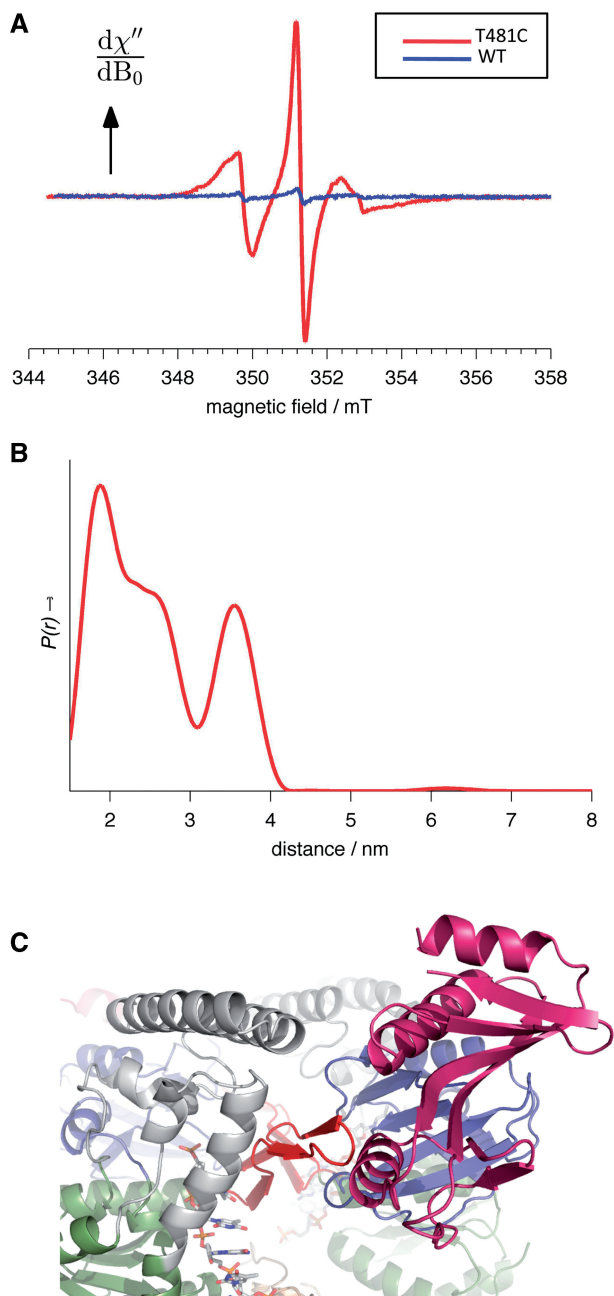 A
dχ″
dB₀
T481C
WT
344 346 348 350 352 354 356 358
magnetic field / mT
B
P(r) →
2 3 4 5 6 7 8
distance / nm
C